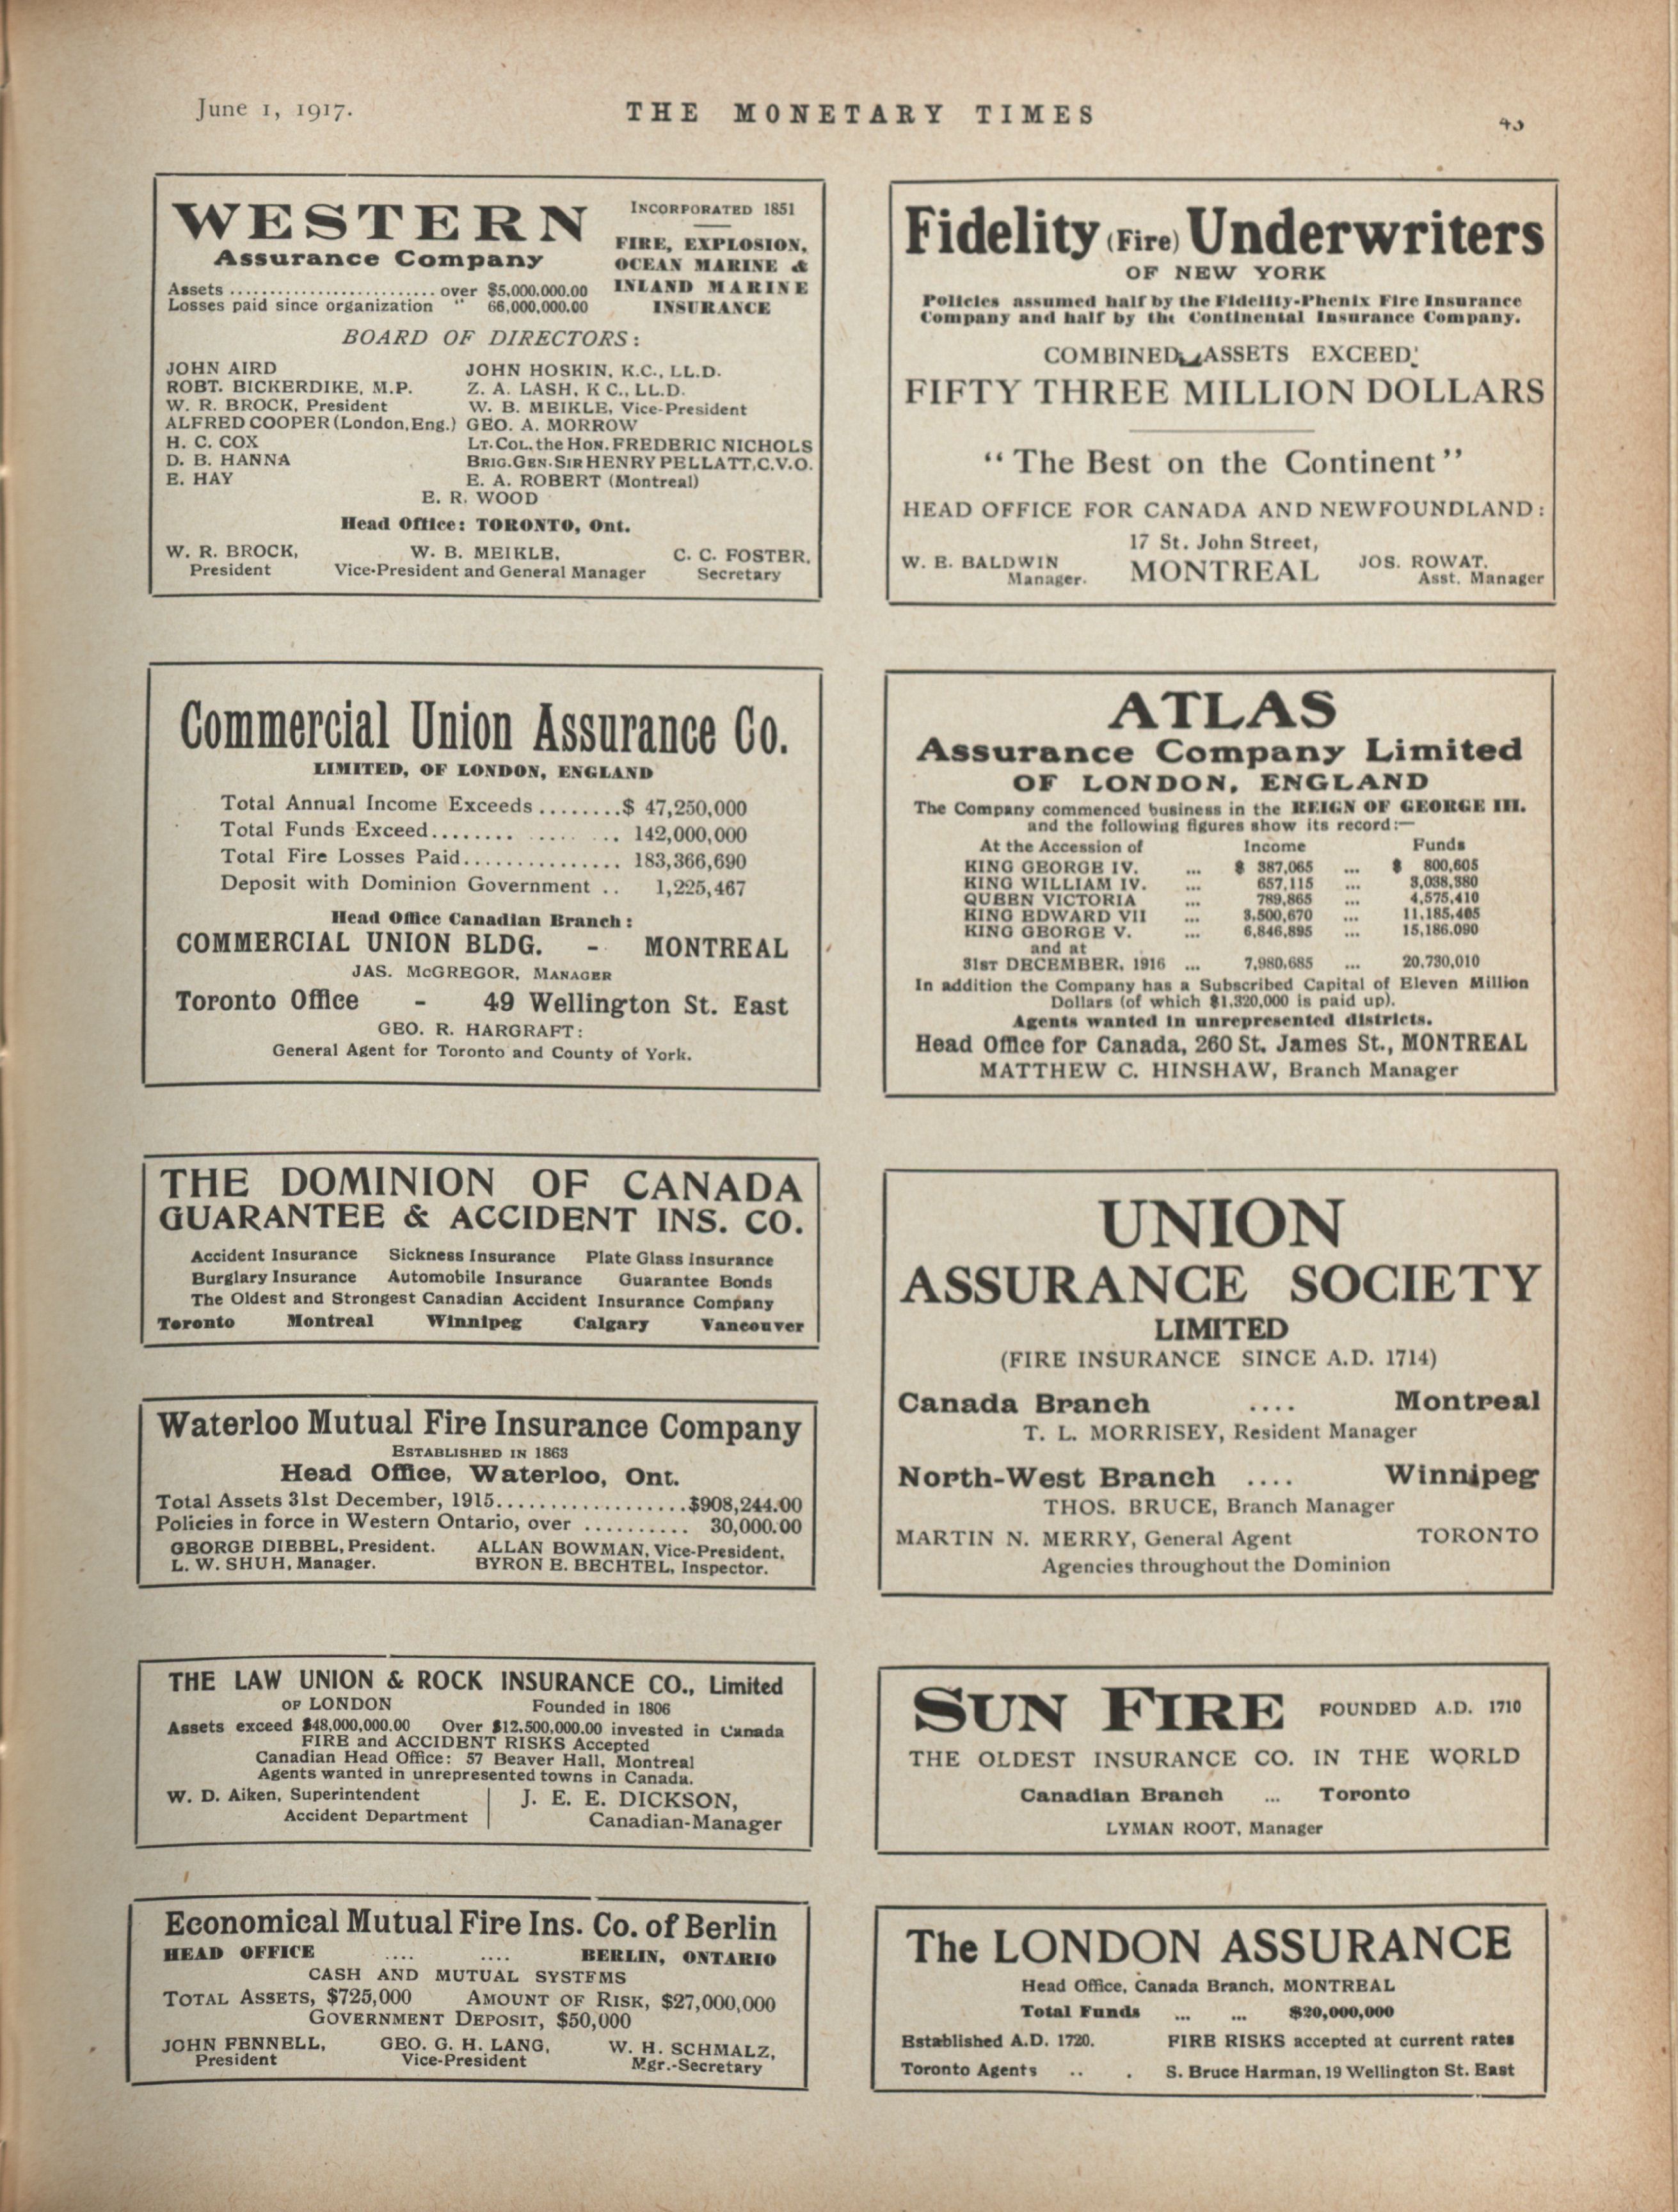 June 1, 1917.
THE MONETARY TIMES
WESTERN
Assurance Company
INCORPORATED 1851
FIRE, EXPLOSION,
OCEAN MARINE &
INLAND MARINE
INSURANCE
Assets .......................... over $5,000,000.00
Losses paid since organization " 66,000,000.00
BOARD OF DIRECTORS:
JOHN AIRD JOHN HOSKIN, K.C., LL.D.
ROBT. BICKERDIKE, M.P. Z. A. LASH, K C., LL.D.
W. R. BROCK, President W. B. MEIKLE, Vice-President
ALFRED COOPER (London, Eng.) GEO. A. MORROW
H. C. COX LT. COL. the HON. FREDERIC NICHOLS
D. B. HANNA BRIG.-GEN. SIR HENRY PELLATT, C.V.O.
E. HAY E. A. ROBERT (Montreal)
E. R. WOOD
Head Office: TORONTO, Ont.
W. R. BROCK, W. B. MEIKLE, C. C. FOSTER,
President Vice-President and General Manager Secretary
Commercial Union Assurance Co.
LIMITED, OF LONDON, ENGLAND
Total Annual Income Exceeds ........$ 47,250,000
Total Funds Exceed........ ..... .. 142,000,000
Total Fire Losses Paid............... 183,366,690
Deposit with Dominion Government .. 1,225,467
Head Office Canadian Branch:
COMMERCIAL UNION BLDG. - MONTREAL
JAS. McGREGOR, MANAGER
Toronto Office - 49 Wellington St. East
GEO. R. HARGRAFT:
General Agent for Toronto and County of York.
THE DOMINION OF CANADA
GUARANTEE & ACCIDENT INS. CO.
Accident Insurance Sickness Insurance Plate Glass Insurance
Burglary Insurance Automobile Insurance Guarantee Bonds
The Oldest and Strongest Canadian Accident Insurance Company
Toronto Montreal Winnipeg Calgary Vancouver
Waterloo Mutual Fire Insurance Company
ESTABLISHED IN 1863
Head Office, Waterloo, Ont.
Total Assets 31st December, 1915...................$908,244.00
Policies in force in Western Ontario, over .......... 30,000.00
GEORGE DIEBEL, President. ALLAN BOWMAN, Vice-President.
L. W. SHUH, Manager. BYRON E. BECHTEL, Inspector.
THE LAW UNION & ROCK INSURANCE CO., Limited
OF LONDON Founded in 1806
Assets exceed $48,000,000.00 Over $12,500,000.00 invested in Canada
FIRE and ACCIDENT RISKS Accepted
Canadian Head Office: 57 Beaver Hall, Montreal
Agents wanted in unrepresented towns in Canada.
W. D. Aiken, Superintendent J. E. E. DICKSON,
Accident Department Canadian-Manager
Economical Mutual Fire Ins. Co. of Berlin
HEAD OFFICE .... .... BERLIN, ONTARIO
CASH AND MUTUAL SYSTEMS
TOTAL ASSETS, $725,000 AMOUNT OF RISK, $27,000,000
GOVERNMENT DEPOSIT, $50,000
JOHN FENNELL, GEO. G. H. LANG, W. H. SCHMALZ,
President Vice-President Mgr.-Secretary
Fidelity (Fire) Underwriters
OF NEW YORK
Policies assumed half by the Fidelity-Phenix Fire Insurance
Company and half by the Continental Insurance Company.
COMBINED ASSETS EXCEED:
FIFTY THREE MILLION DOLLARS
"The Best on the Continent"
HEAD OFFICE FOR CANADA AND NEWFOUNDLAND:
17 St. John Street,
W. E. BALDWIN MONTREAL JOS. ROWAT,
Manager. Asst. Manager
ATLAS
Assurance Company Limited
OF LONDON, ENGLAND
The Company commenced business in the REIGN OF GEORGE III.
and the following figures show its record:—
At the Accession of Income Funds
KING GEORGE IV. ... $ 387,065 ... $ 800,605
KING WILLIAM IV. ... 657,115 ... 3,038,380
QUEEN VICTORIA ... 789,865 ... 4,575,410
KING EDWARD VII ... 3,500,670 ... 11,185,405
KING GEORGE V. ... 6,846,895 ... 15,186,090
and at
31ST DECEMBER, 1916 ... 7,980,685 ... 20,730,010
In addition the Company has a Subscribed Capital of Eleven Million
Dollars (of which $1,320,000 is paid up).
Agents wanted in unrepresented districts.
Head Office for Canada, 260 St. James St., MONTREAL
MATTHEW C. HINSHAW, Branch Manager
UNION
ASSURANCE SOCIETY
LIMITED
(FIRE INSURANCE SINCE A.D. 1714)
Canada Branch .... Montreal
T. L. MORRISEY, Resident Manager
North-West Branch .... Winnipeg
THOS. BRUCE, Branch Manager
MARTIN N. MERRY, General Agent TORONTO
Agencies throughout the Dominion
SUN FIRE FOUNDED A.D. 1710
THE OLDEST INSURANCE CO. IN THE WORLD
Canadian Branch ... Toronto
LYMAN ROOT, Manager
The LONDON ASSURANCE
Head Office, Canada Branch, MONTREAL
Total Funds ... ... $20,000,000
Established A.D. 1720. FIRE RISKS accepted at current rates
Toronto Agents .. . S. Bruce Harman, 19 Wellington St. East